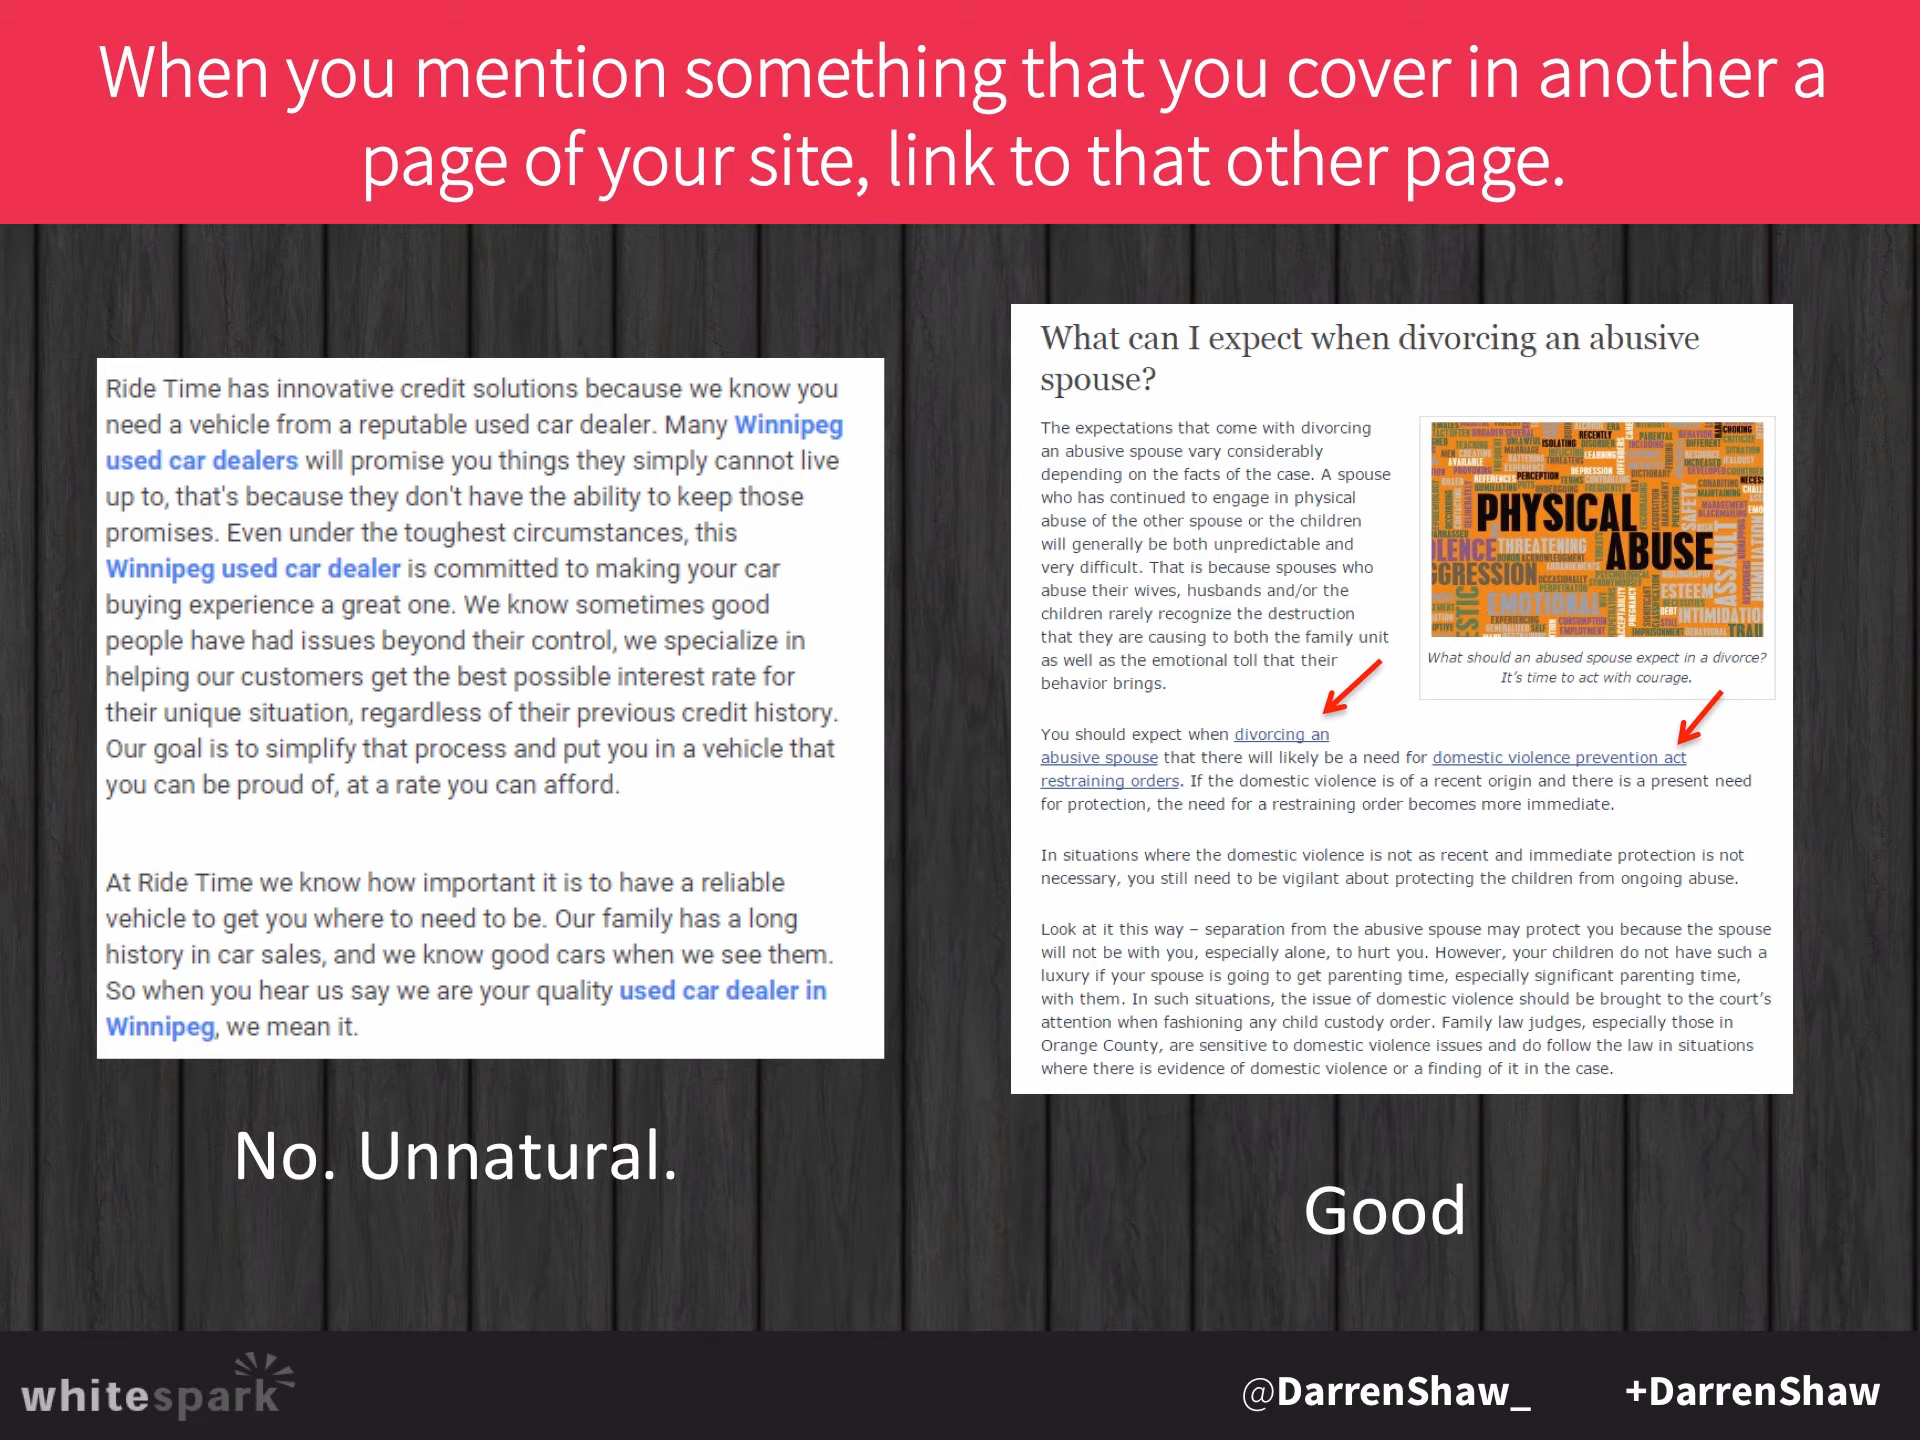 When you mention something that you cover in another a
page of your site, link to that other page.
Ride Time has innovative credit solutions because we know you
need a vehicle from a reputable used car dealer. Many Winnipeg
used car dealers will promise you things they simply cannot live
up to, that's because they don't have the ability to keep those
promises. Even under the toughest circumstances, this
Winnipeg used car dealer is committed to making your car
buying experience a great one. We know sometimes good
people have had issues beyond their control, we specialize in
helping our customers get the best possible interest rate for
their unique situation, regardless of their previous credit history.
Our goal is to simplify that process and put you in a vehicle that
you can be proud of, at a rate you can afford.
At Ride Time we know how important it is to have a reliable
vehicle to get you where to need to be. Our family has a long
history in car sales, and we know good cars when we see them.
So when you hear us say we are your quality used car dealer in
Winnipeg, we mean it.
No. Unnatural.
What can I expect when divorcing an abusive
spouse?
The expectations that come with divorcing
an abusive spouse vary considerably
depending on the facts of the case. A spouse
who has continued to engage in physical
abuse of the other spouse or the children
will generally be both unpredictable and
very difficult. That is because spouses who
abuse their wives, husbands and/or the
children rarely recognize the destruction
that they are causing to both the family unit
as well as the emotional toll that their
behavior brings.
PHYSICAL
ABUSE
THREATENING
EMOTIONAL
ASSAULT
SAFETY
ESTEEM
What should an abused spouse expect in a divorce?
It's time to act with courage.
You should expect when divorcing an
abusive spouse that there will likely be a need for domestic violence prevention act
restraining orders. If the domestic violence is of a recent origin and there is a present need
for protection, the need for a restraining order becomes more immediate.
In situations where the domestic violence is not as recent and immediate protection is not
necessary, you still need to be vigilant about protecting the children from ongoing abuse.
Look at it this way – separation from the abusive spouse may protect you because the spouse
will not be with you, especially alone, to hurt you. However, your children do not have such a
luxury if your spouse is going to get parenting time, especially significant parenting time,
with them. In such situations, the issue of domestic violence should be brought to the court's
attention when fashioning any child custody order. Family law judges, especially those in
Orange County, are sensitive to domestic violence issues and do follow the law in situations
where there is evidence of domestic violence or a finding of it in the case.
Good
whitespark
@DarrenShaw_
+DarrenShaw